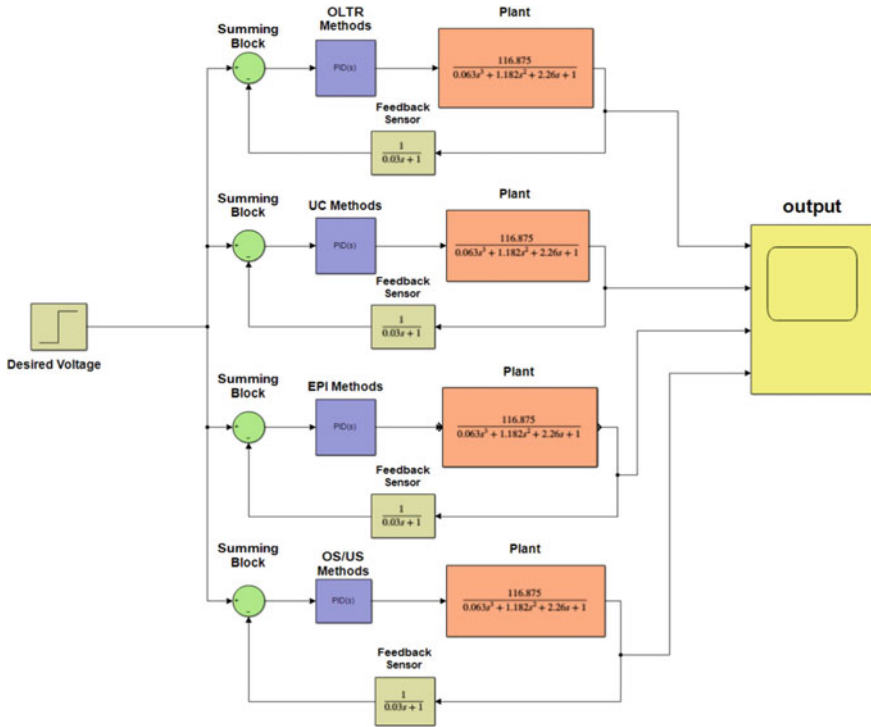 OLTR
Methods
Plant
Summing
Block
+
−
PID(s)
116.875
0.063s³ + 1.182s² + 2.26s + 1
Feedback
Sensor
1
0.03s + 1
Plant
Summing
Block
UC Methods
+
−
PID(s)
116.875
0.063s³ + 1.182s² + 2.26s + 1
Feedback
Sensor
1
0.03s + 1
output
Desired Voltage
Plant
Summing
Block
EPI Methods
+
−
PID(s)
116.875
0.063s³ + 1.182s² + 2.26s + 1
Feedback
Sensor
1
0.03s + 1
Summing
Block
OS/US
Methods
Plant
+
−
PID(s)
116.875
0.063s³ + 1.182s² + 2.26s + 1
Feedback
Sensor
1
0.03s + 1